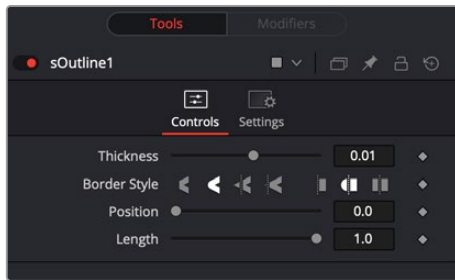 Tools Modifiers
sOutline1
Controls Settings
Thickness 0.01
Border Style
Position 0.0
Length 1.0